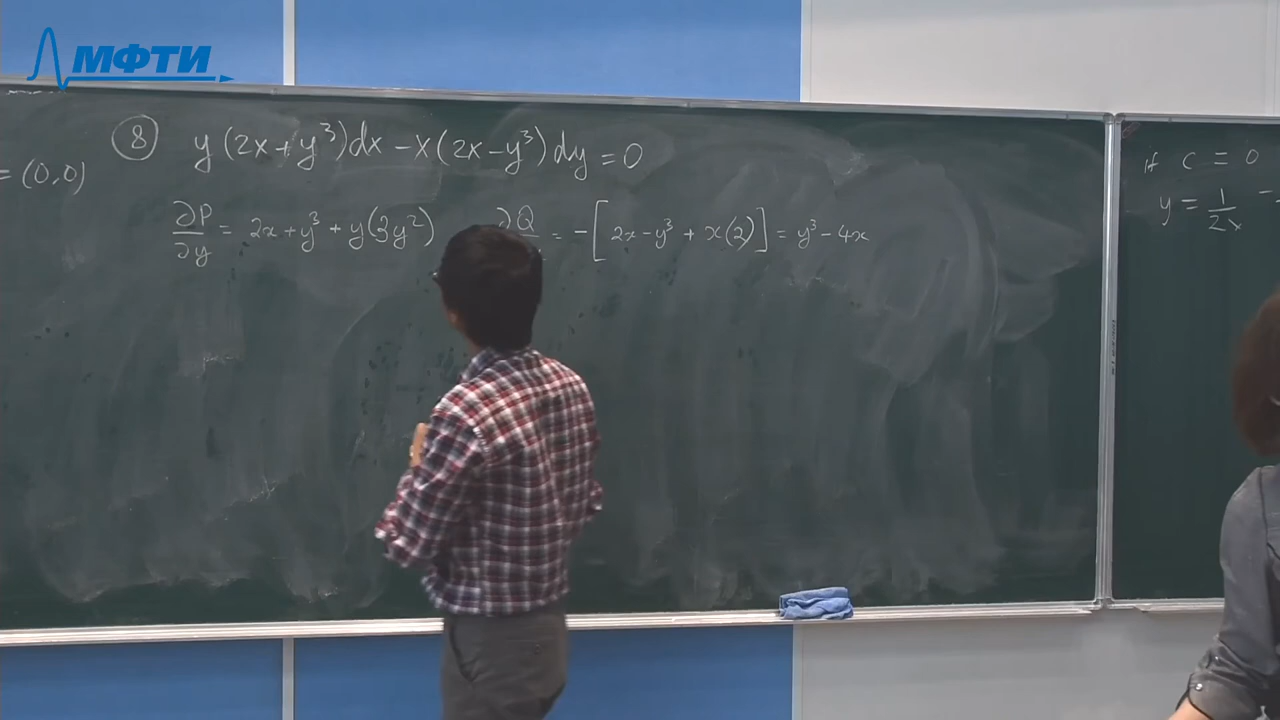 МФТИ
= (0,0)
⑧ y(2x+y³)dx - x(2x-y³)dy = 0
∂P/∂y = 2x+y³ + y(3y²) ∂Q = -[2x-y³ + x(2)] = y³-4x
if c = 0
y = 1/2x